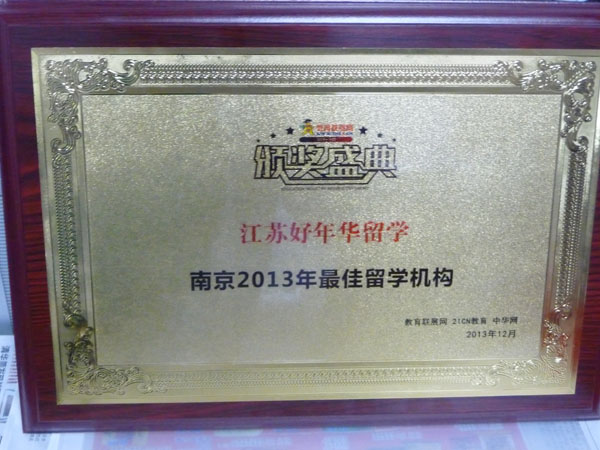 颁奖盛典
江苏好年华留学
南京2013年最佳留学机构
教育联展网 21CN教育 中华网
2013年12月